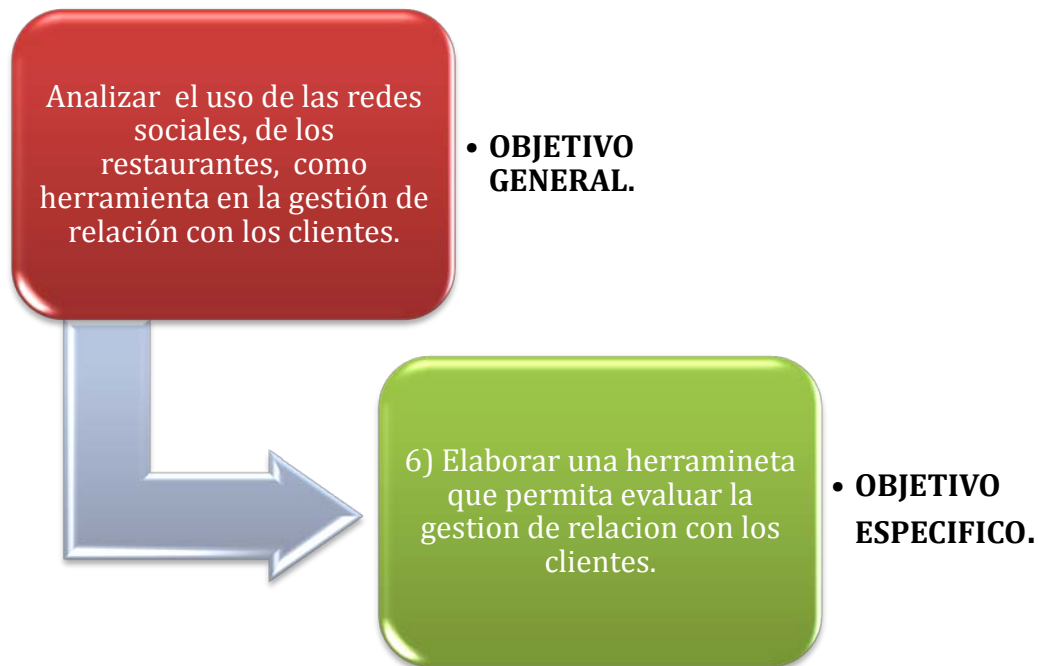 Analizar el uso de las redes
sociales, de los
restaurantes, como
herramienta en la gestión de
relación con los clientes.
• OBJETIVO
GENERAL.
6) Elaborar una herramineta
que permita evaluar la
gestion de relacion con los
clientes.
• OBJETIVO
ESPECIFICO.